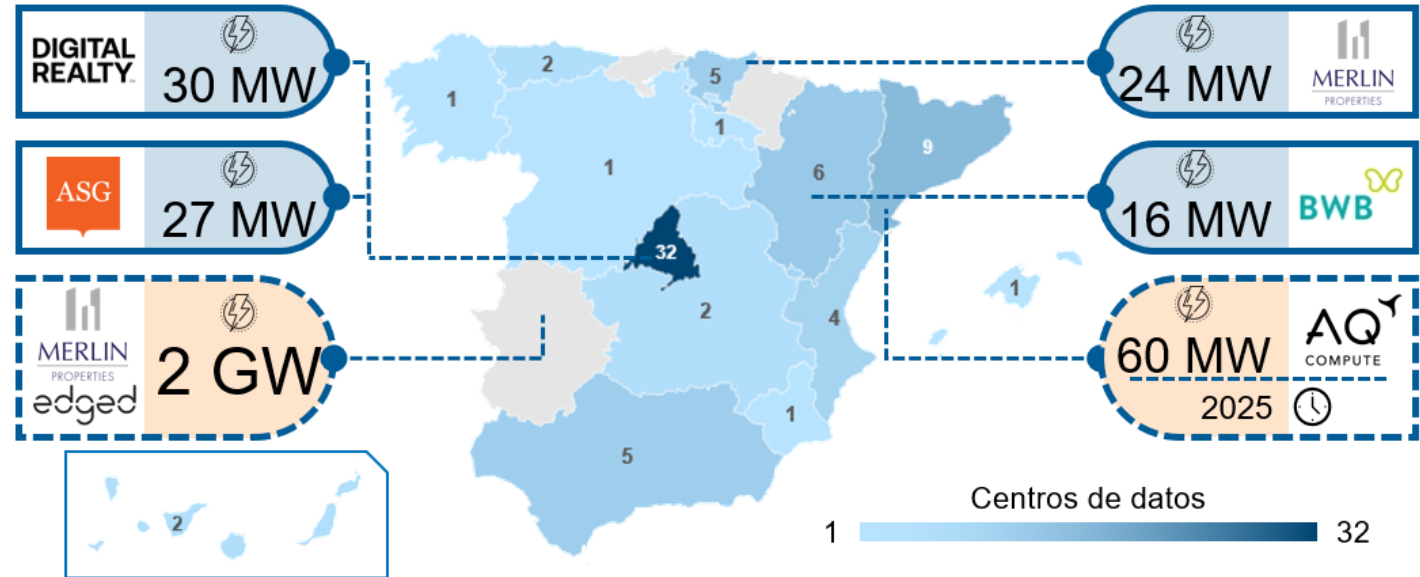 DIGITAL
REALTY
30 MW
ASG
27 MW
MERLIN
PROPERTIES
edged
2 GW
24 MW
MERLIN
PROPERTIES
16 MW
BWB
60 MW
AQ
COMPUTE
2025
1
2
5
1
1
6
9
32
2
4
1
1
5
2
Centros de datos
1
32